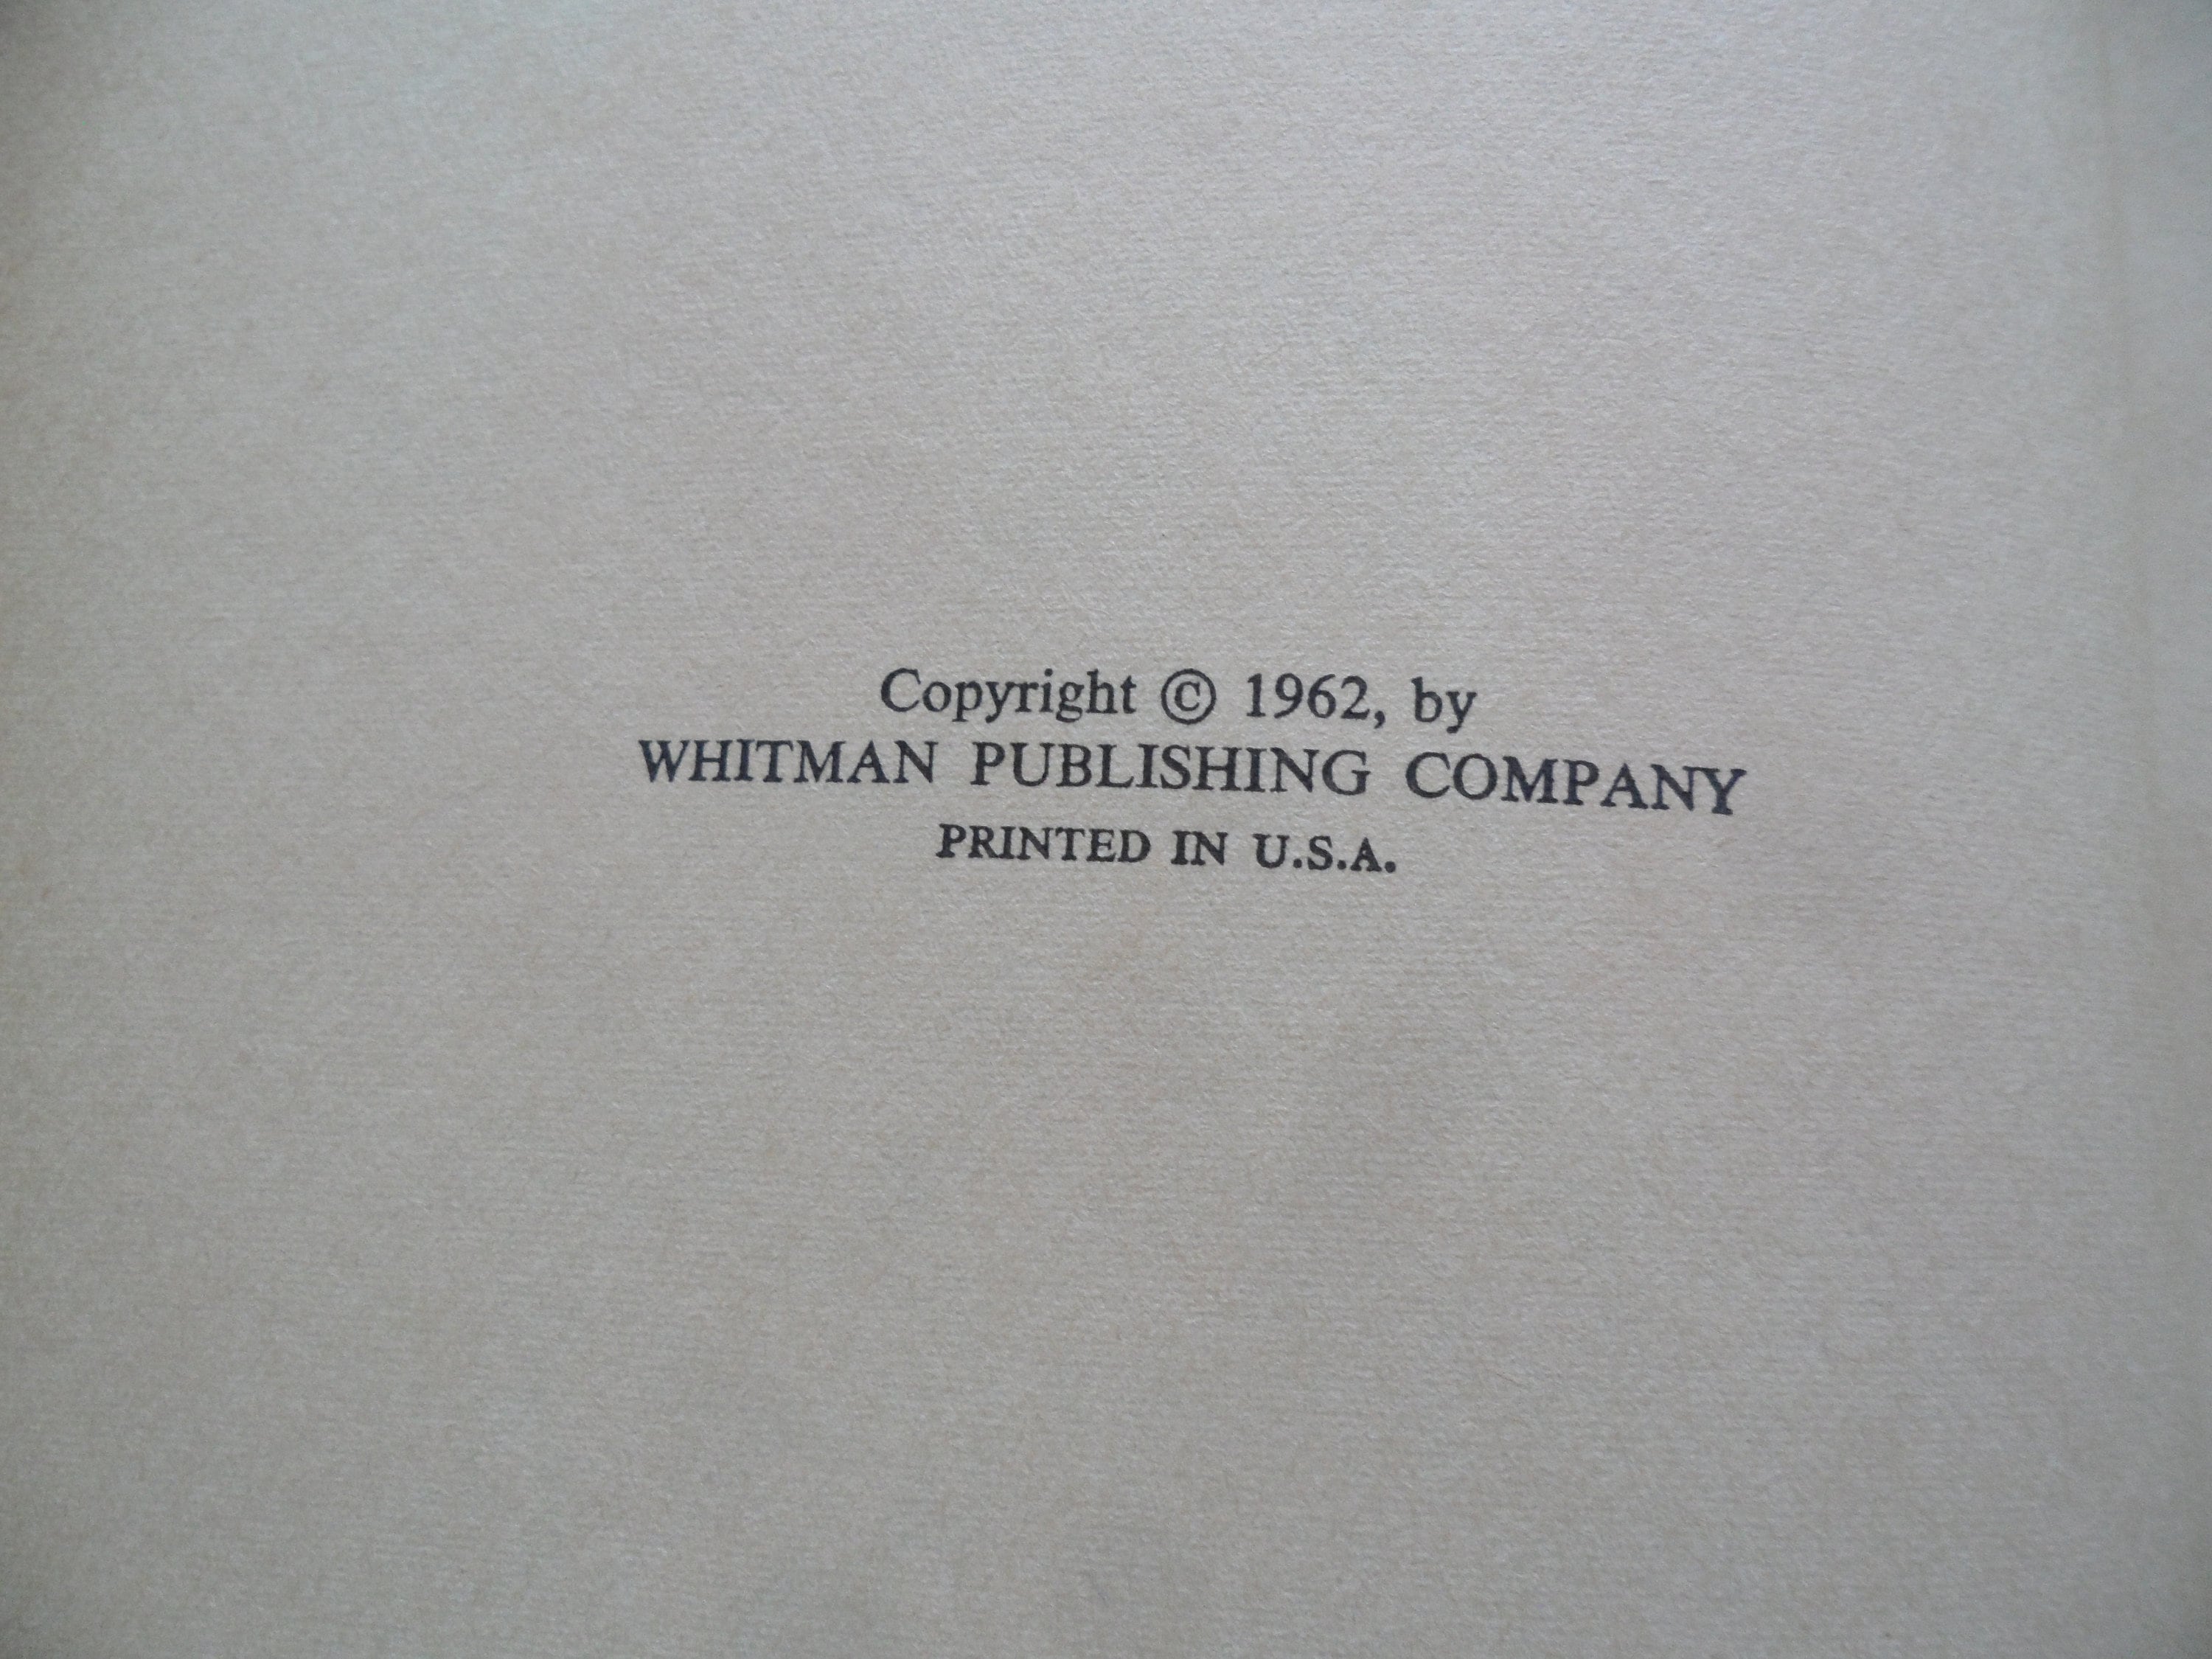 Copyright © 1962, by
WHITMAN PUBLISHING COMPANY
PRINTED IN U.S.A.